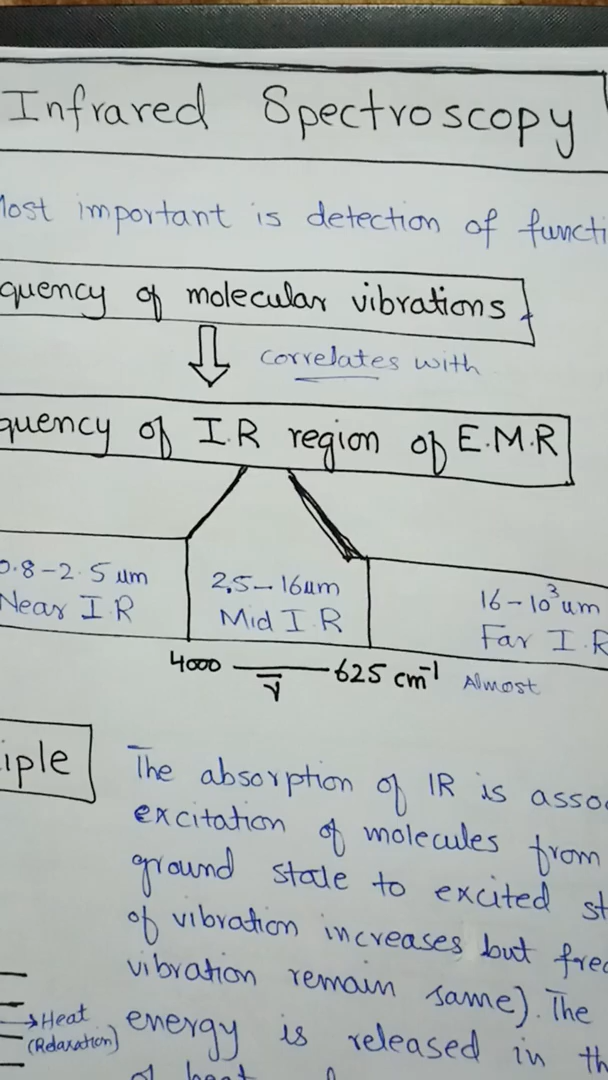 Infrared Spectroscopy
Most important is detection of functi
quency of molecular vibrations.
correlates with
quency of I.R region of E.M.R
0.8-2.5 um
Near I.R
2.5-16um
Mid I.R
16-10³um
Far I.R
4000 — 625 cm⁻¹ Almost
ν̅
iple
The absorption of IR is asso
excitation of molecules from
ground state to excited st
of vibration increases but fre
vibration remain same). The
→Heat
(Relaxation)
energy is released in th
of heat